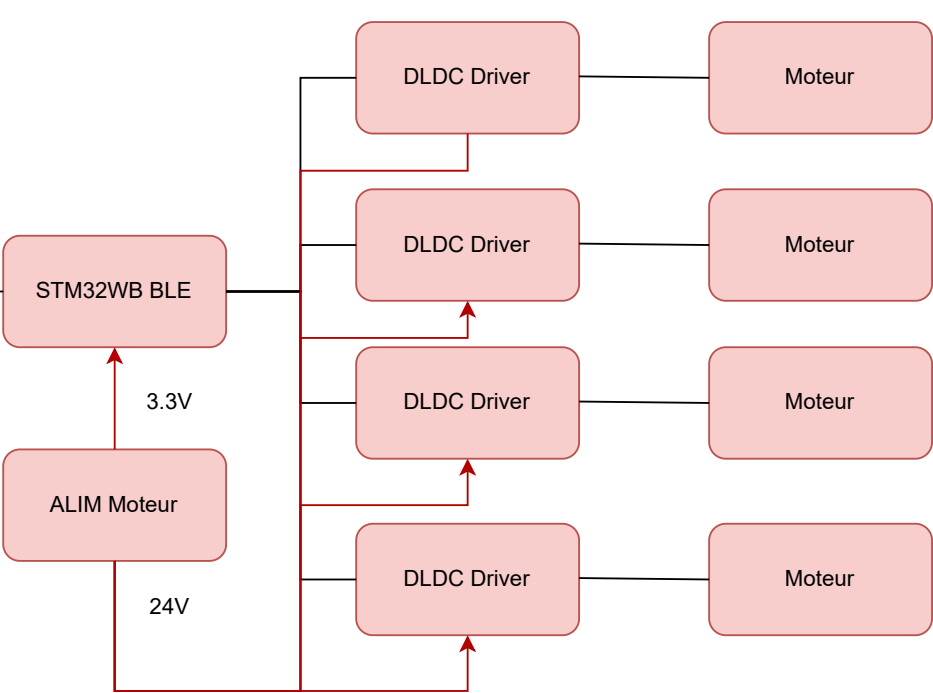 DLDC Driver
Moteur
DLDC Driver
Moteur
STM32WB BLE
3.3V
DLDC Driver
Moteur
ALIM Moteur
24V
DLDC Driver
Moteur